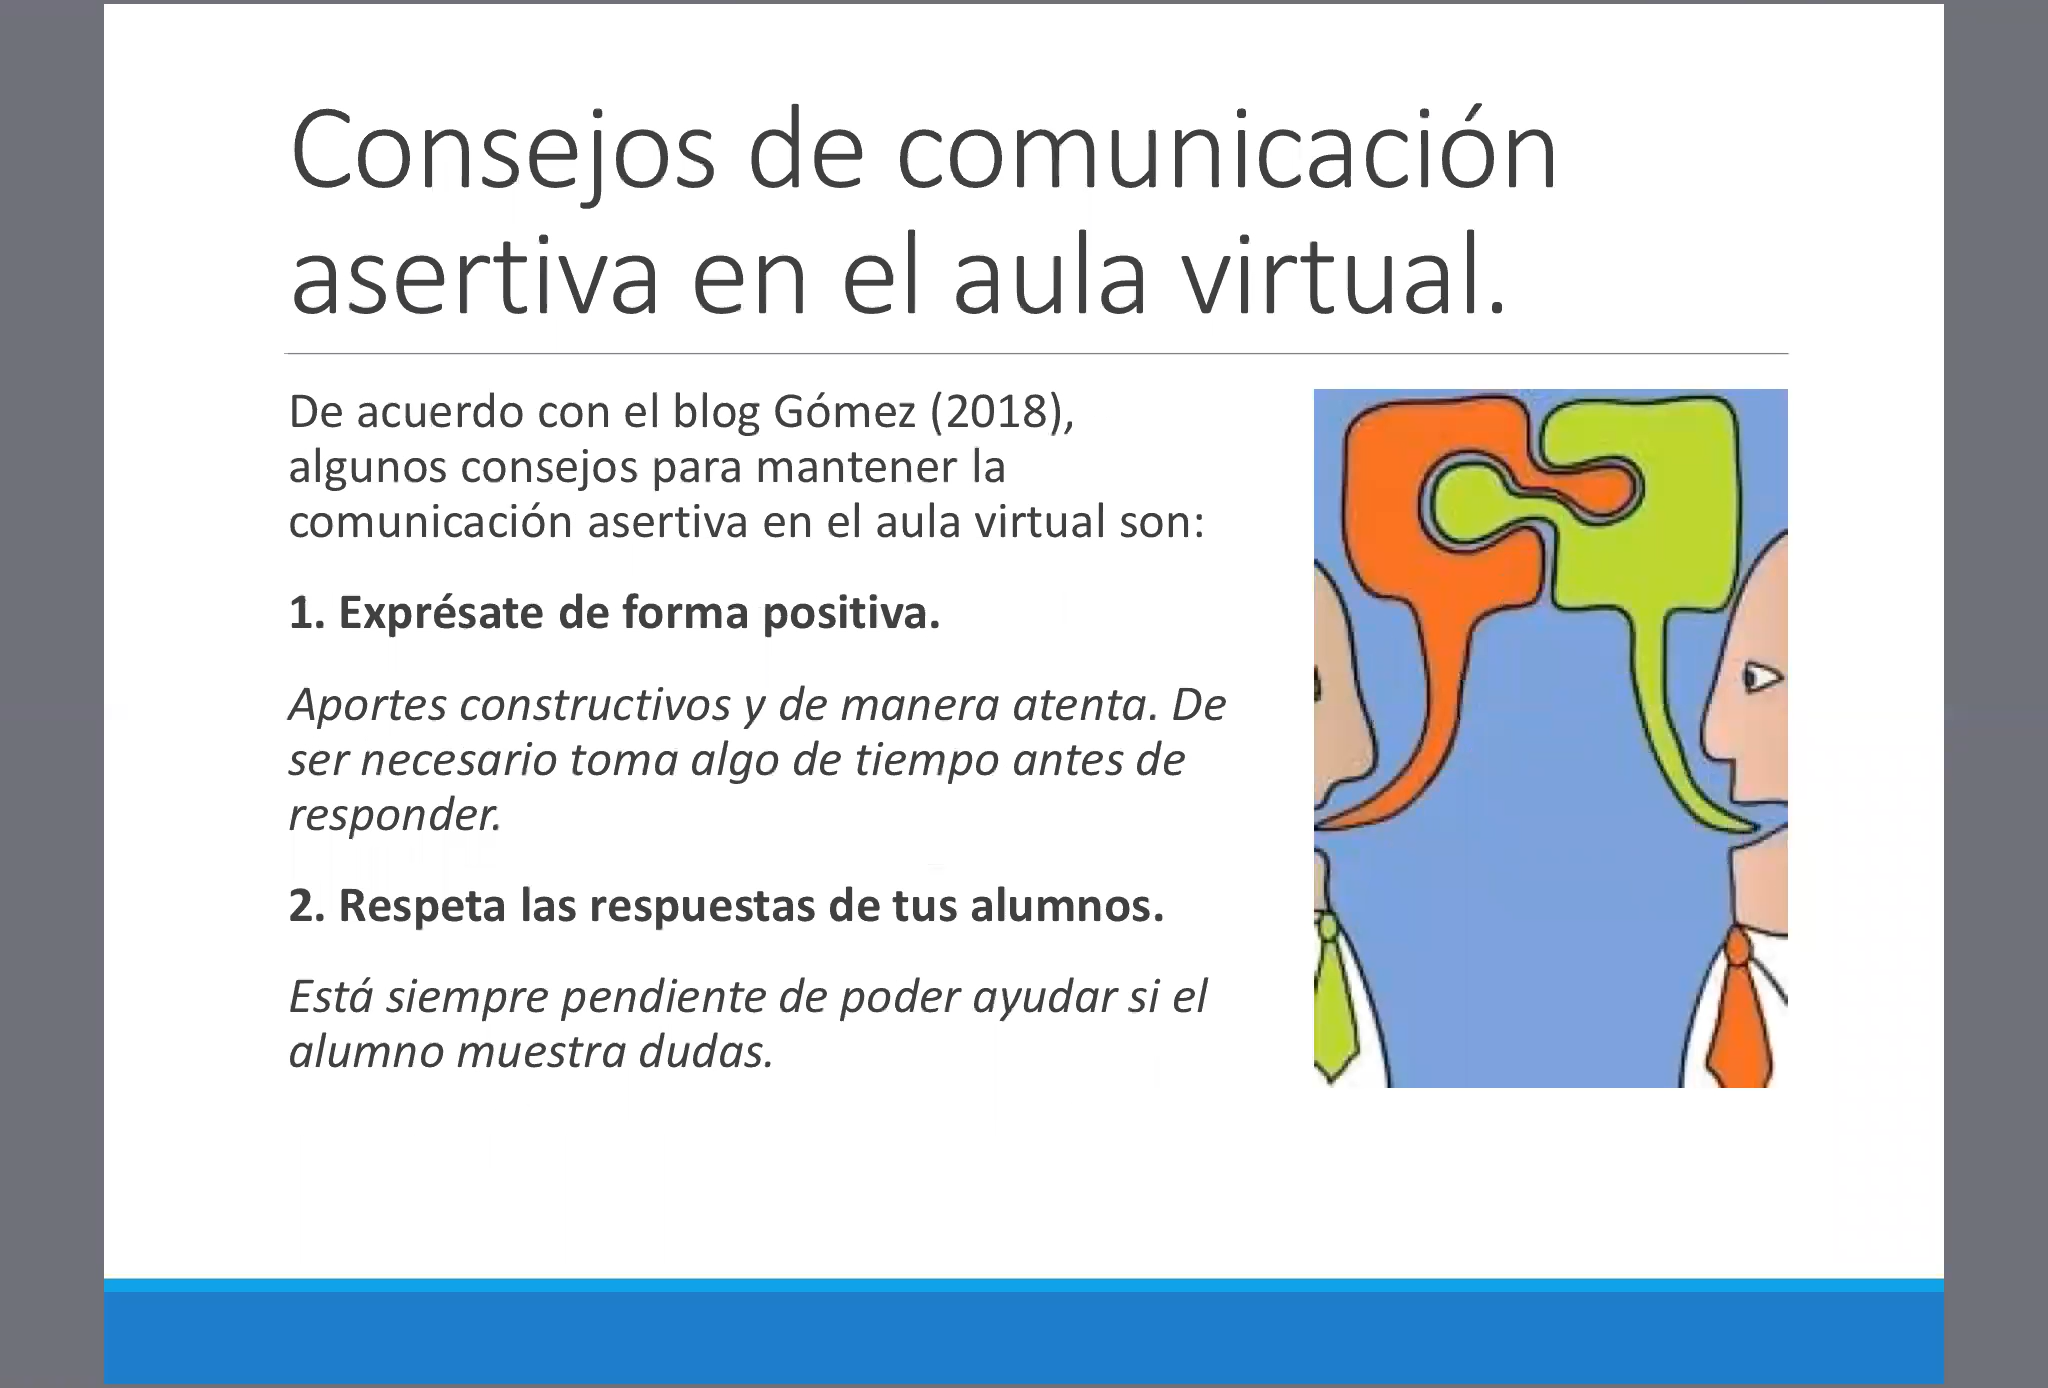 Consejos de comunicación
asertiva en el aula virtual.
De acuerdo con el blog Gómez (2018),
algunos consejos para mantener la
comunicación asertiva en el aula virtual son:
1. Exprésate de forma positiva.
Aportes constructivos y de manera atenta. De
ser necesario toma algo de tiempo antes de
responder.
2. Respeta las respuestas de tus alumnos.
Está siempre pendiente de poder ayudar si el
alumno muestra dudas.